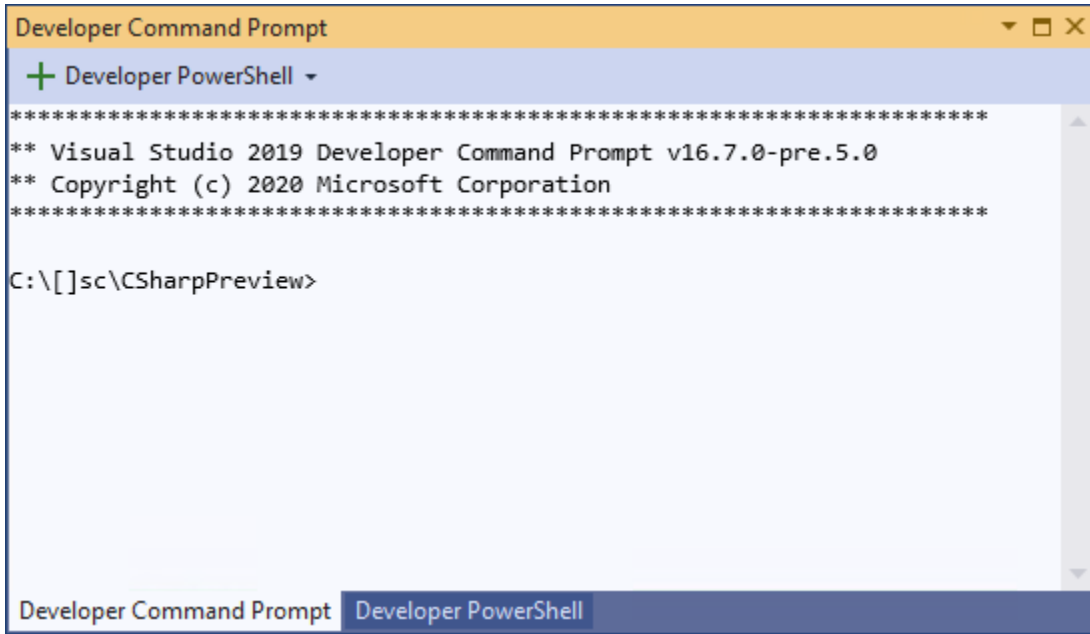 Developer Command Prompt
Developer PowerShell
**********************************************************************
** Visual Studio 2019 Developer Command Prompt v16.7.0-pre.5.0
** Copyright (c) 2020 Microsoft Corporation
**********************************************************************
C:\[]sc\CSharpPreview>
Developer Command Prompt Developer PowerShell